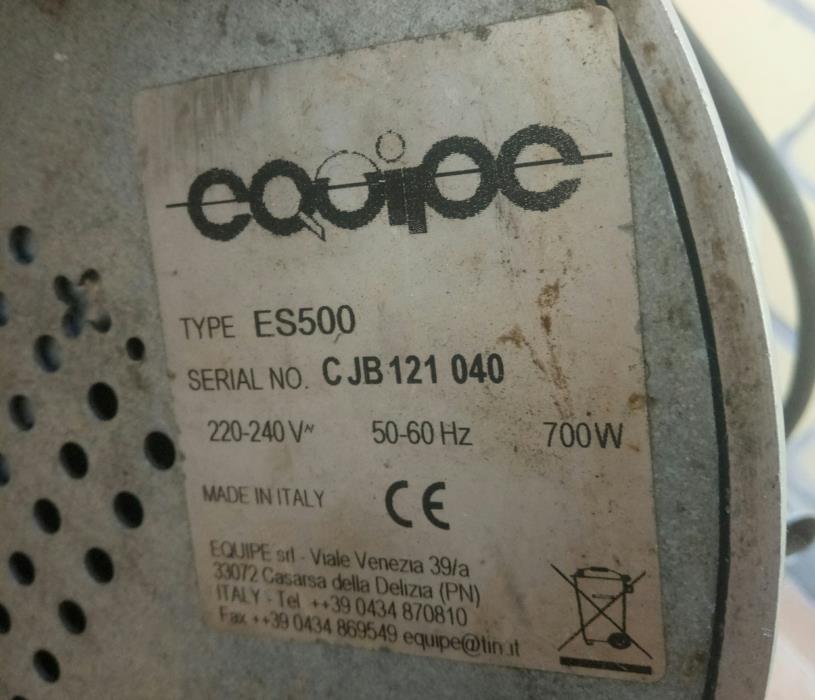 equipe
TYPE ES500
SERIAL NO. CJB121 040
220-240 V~ 50-60 Hz 700W
MADE IN ITALY CE
EQUIPE srl - Viale Venezia 39/a
33072 Casarsa della Delizia (PN)
ITALY - Tel ++39 0434 870810
Fax ++39 0434 869549 equipe@tin.it